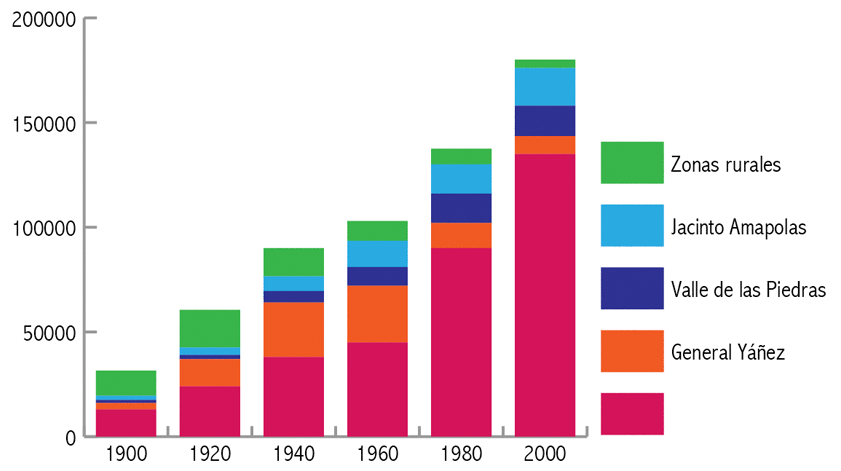 200000
150000
100000
50000
0
1900 1920 1940 1960 1980 2000
Zonas rurales
Jacinto Amapolas
Valle de las Piedras
General Yáñez